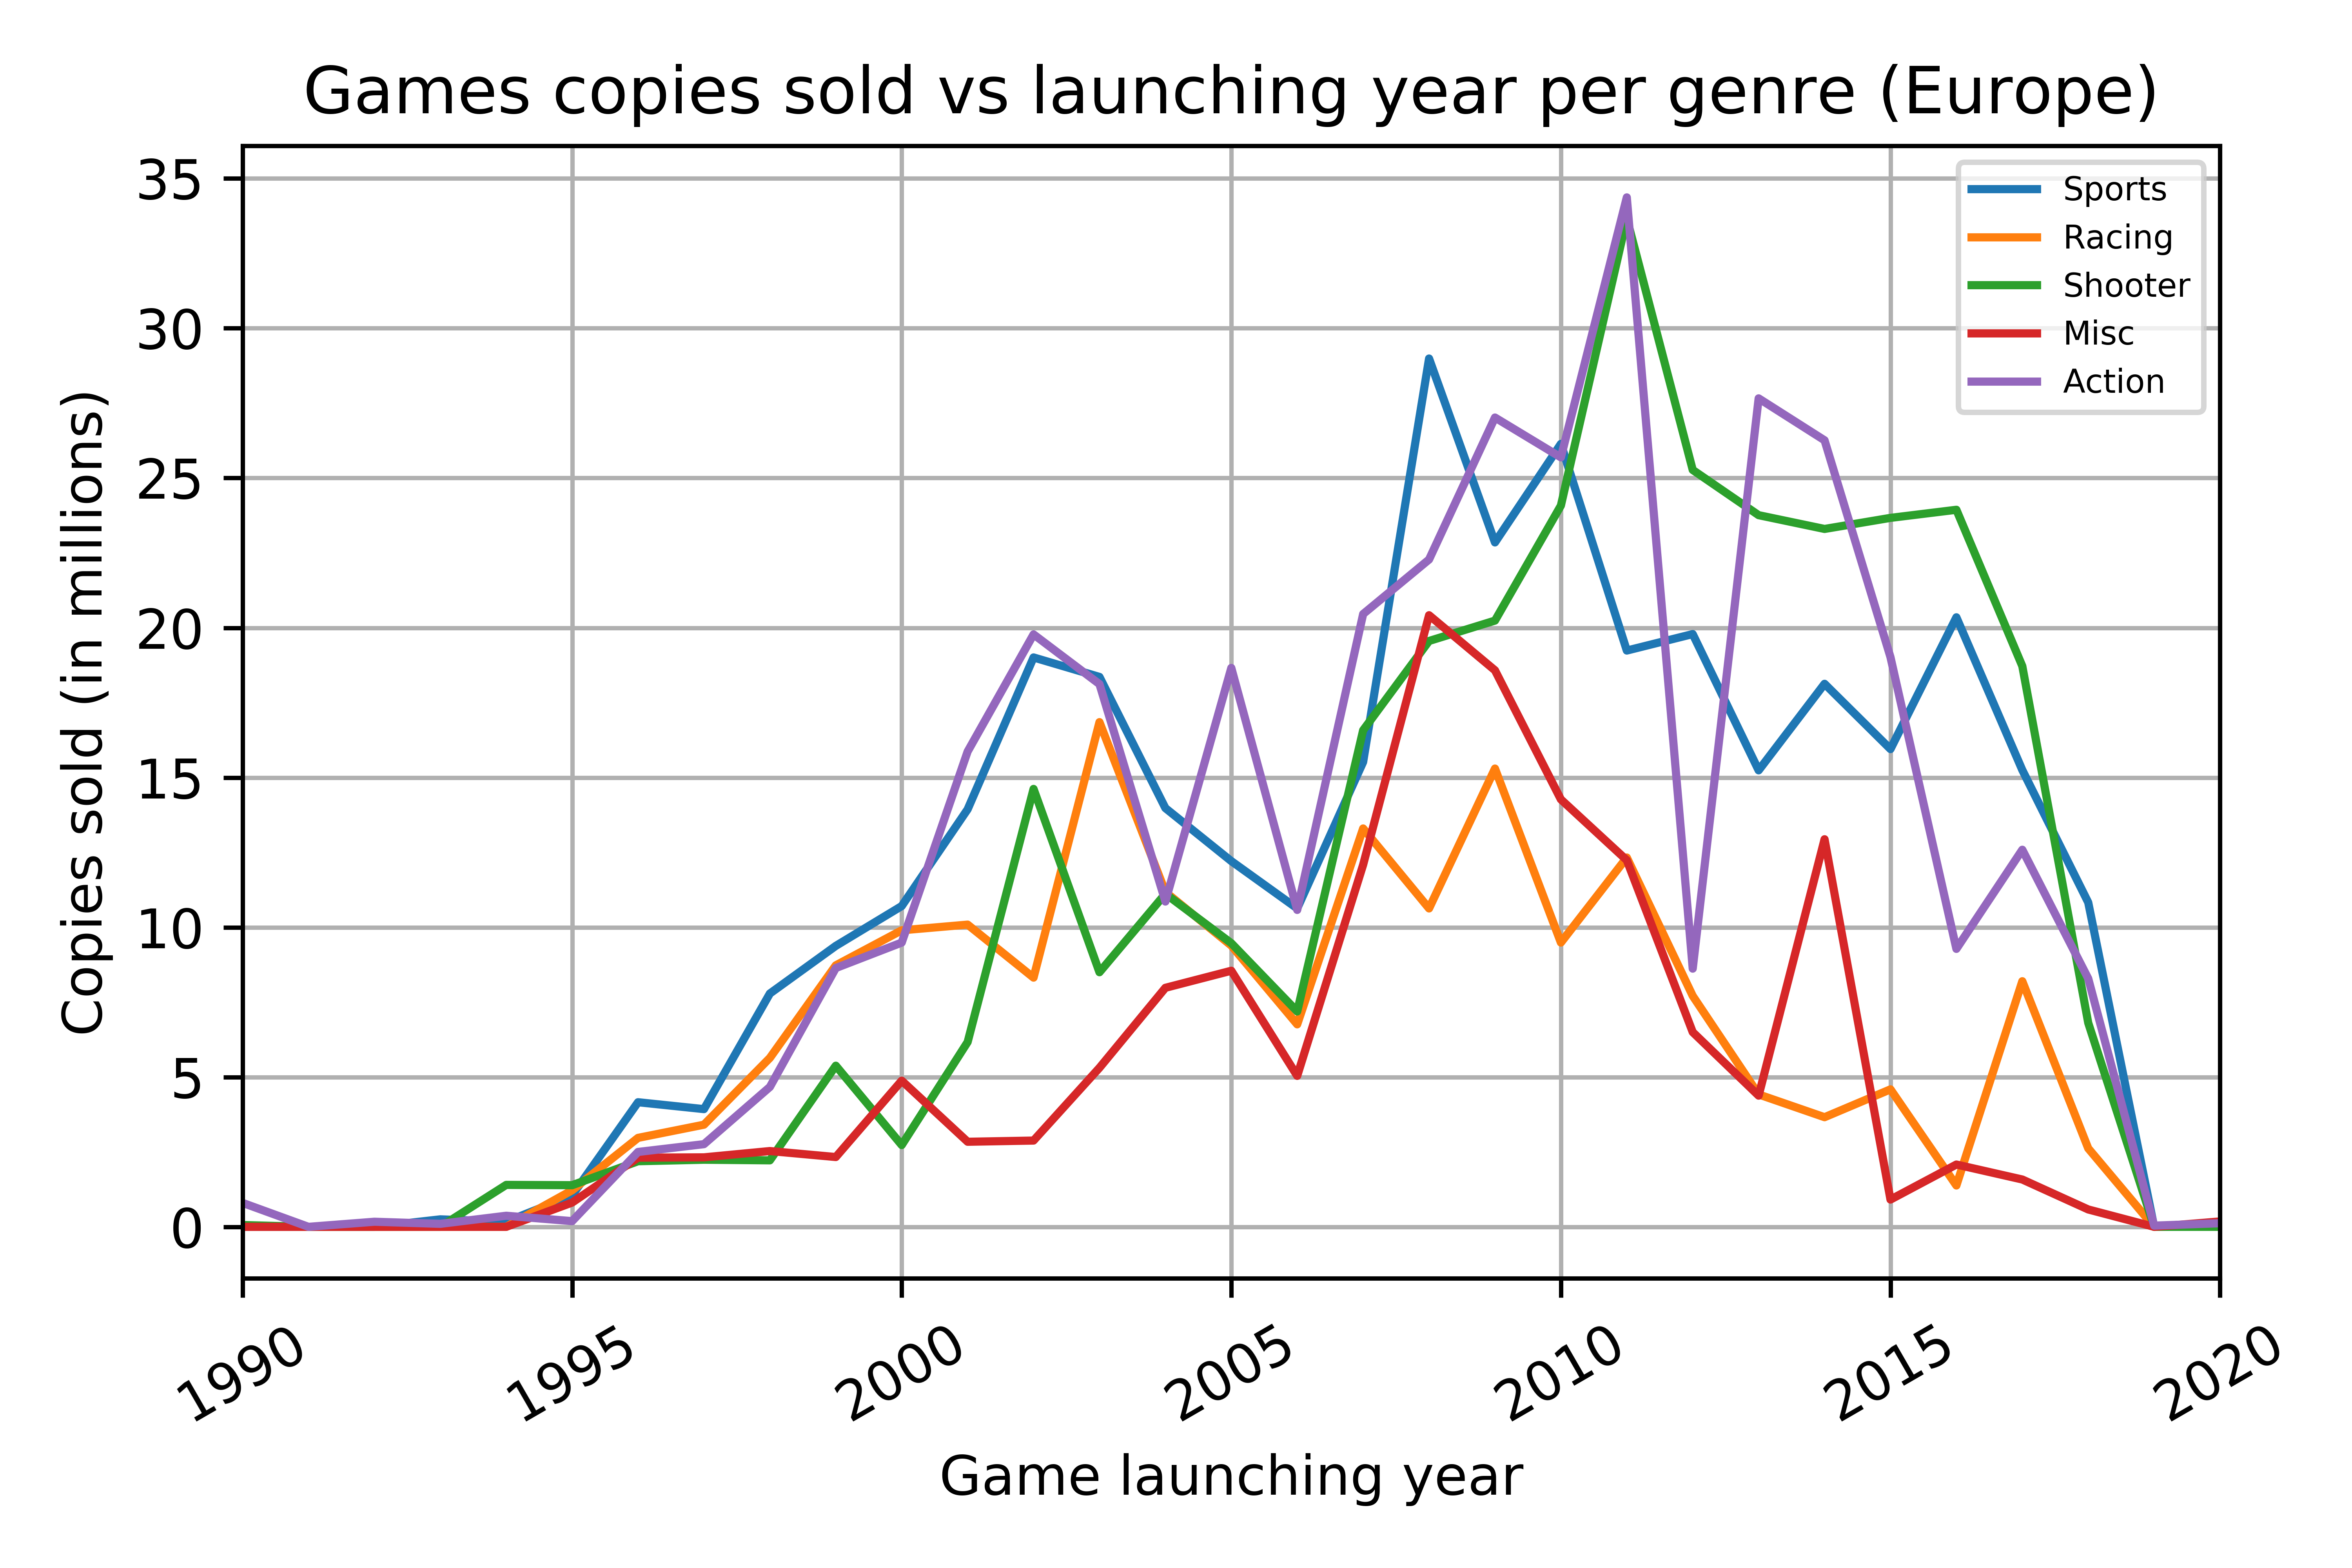 Games copies sold vs launching year per genre (Europe)
35
30
25
20
15
10
5
0
Copies sold (in millions)
Sports
Racing
Shooter
Misc
Action
1990
1995
2000
2005
2010
2015
2020
Game launching year